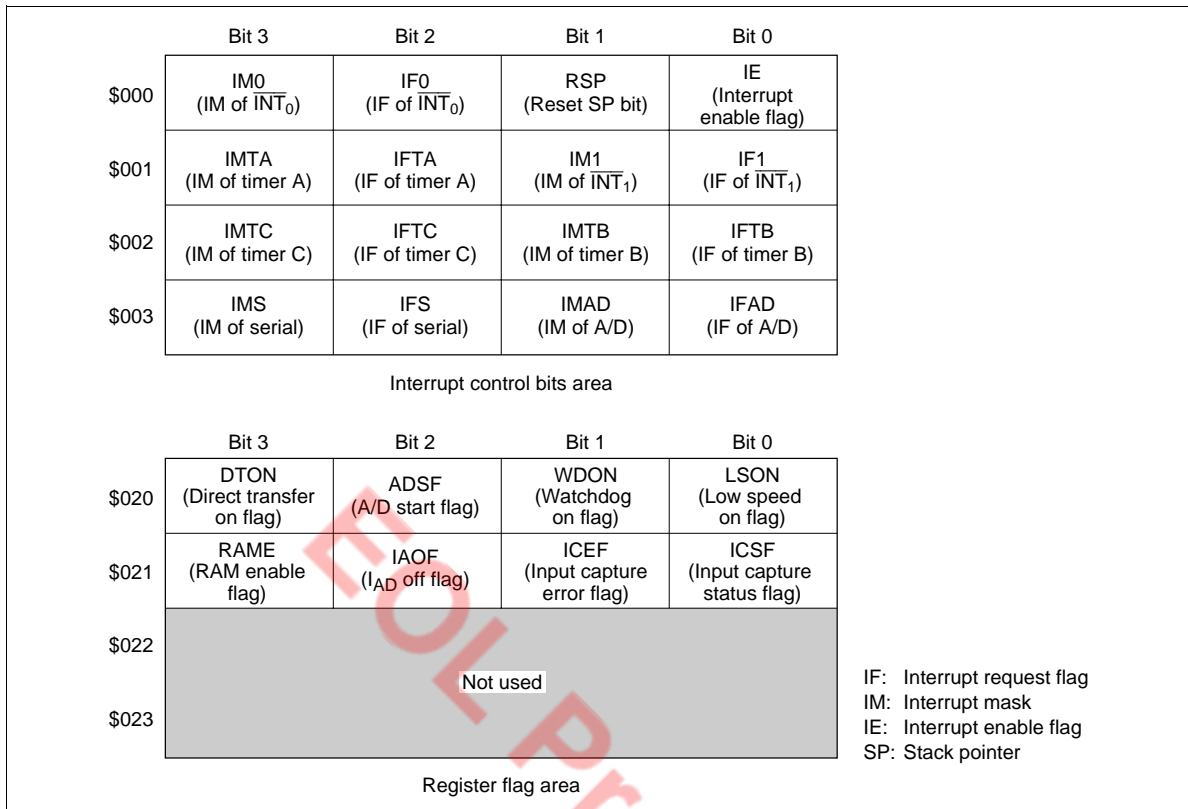 Bit 3 Bit 2 Bit 1 Bit 0
$000
IM0
(IM of INT0)
IF0
(IF of INT0)
RSP
(Reset SP bit)
IE
(Interrupt
enable flag)
$001
IMTA
(IM of timer A)
IFTA
(IF of timer A)
IM1
(IM of INT1)
IF1
(IF of INT1)
$002
IMTC
(IM of timer C)
IFTC
(IF of timer C)
IMTB
(IM of timer B)
IFTB
(IF of timer B)
$003
IMS
(IM of serial)
IFS
(IF of serial)
IMAD
(IM of A/D)
IFAD
(IF of A/D)
Interrupt control bits area
Bit 3 Bit 2 Bit 1 Bit 0
$020
DTON
(Direct transfer
on flag)
ADSF
(A/D start flag)
WDON
(Watchdog
on flag)
LSON
(Low speed
on flag)
$021
RAME
(RAM enable
flag)
IAOF
(IAD off flag)
ICEF
(Input capture
error flag)
ICSF
(Input capture
status flag)
$022
Not used
$023
Register flag area
IF: Interrupt request flag
IM: Interrupt mask
IE: Interrupt enable flag
SP: Stack pointer
EOL Pr